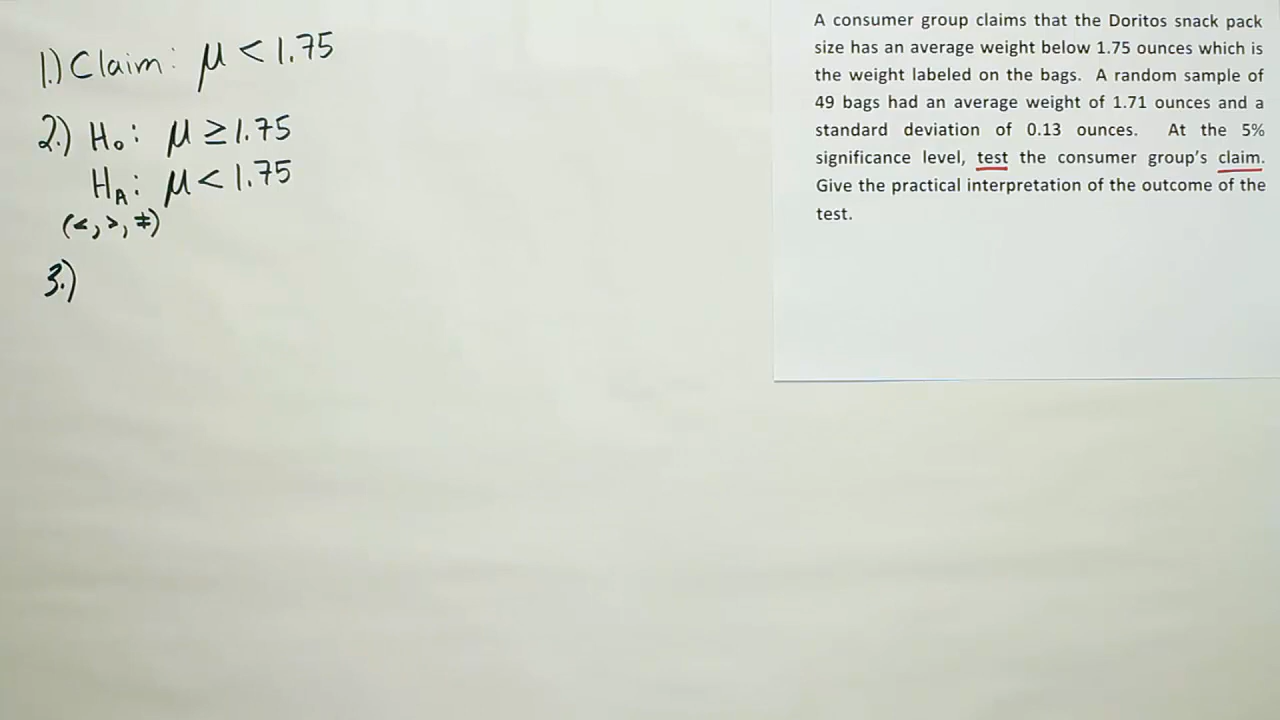 1.) Claim: μ < 1.75
2.) H₀: μ ≥ 1.75
H_A: μ < 1.75
(<, >, ≠)
3.)
A consumer group claims that the Doritos snack pack
size has an average weight below 1.75 ounces which is
the weight labeled on the bags. A random sample of
49 bags had an average weight of 1.71 ounces and a
standard deviation of 0.13 ounces. At the 5%
significance level, test the consumer group's claim.
Give the practical interpretation of the outcome of the
test.